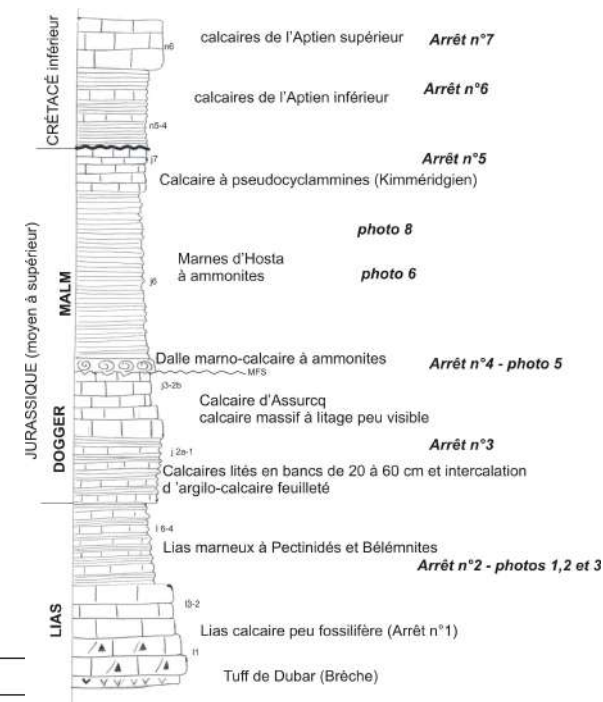 n6
calcaires de l'Aptien supérieur Arrêt n°7
CRÉTACÉ inférieur
calcaires de l'Aptien inférieur Arrêt n°6
n5-4
j7
Arrêt n°5
Calcaire à pseudocyclammines (Kimméridgien)
JURASSIQUE (moyen à supérieur)
MALM
photo 8
Marnes d'Hosta
à ammonites
photo 6
j6
Dalle marno-calcaire à ammonites
Arrêt n°4 - photo 5
MFS
j3-2b
Calcaire d'Assurcq
calcaire massif à litage peu visible
DOGGER
Arrêt n°3
j 2a-1
Calcaires lités en bancs de 20 à 60 cm et intercalation
d 'argilo-calcaire feuilleté
l 6-4
Lias marneux à Pectinidés et Bélémnites
Arrêt n°2 - photos 1,2 et 3
LIAS
l3-2
Lias calcaire peu fossilifère (Arrêt n°1)
l1
Tuff de Dubar (Brèche)